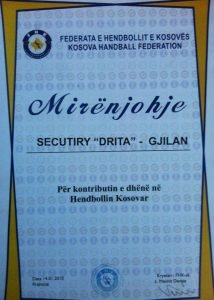 FEDERATA E HENDBOLLIT E KOSOVËS
KOSOVA HANDBALL FEDERATION
Mirënjohje
SECUTIRY "DRITA" - GJILAN
Për kontributin e dhënë në
Hendbollin Kosovar